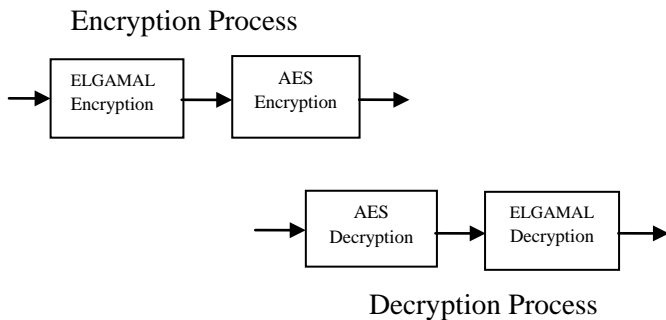 Encryption Process
ELGAMAL
Encryption
AES
Encryption
AES
Decryption
ELGAMAL
Decryption
Decryption Process